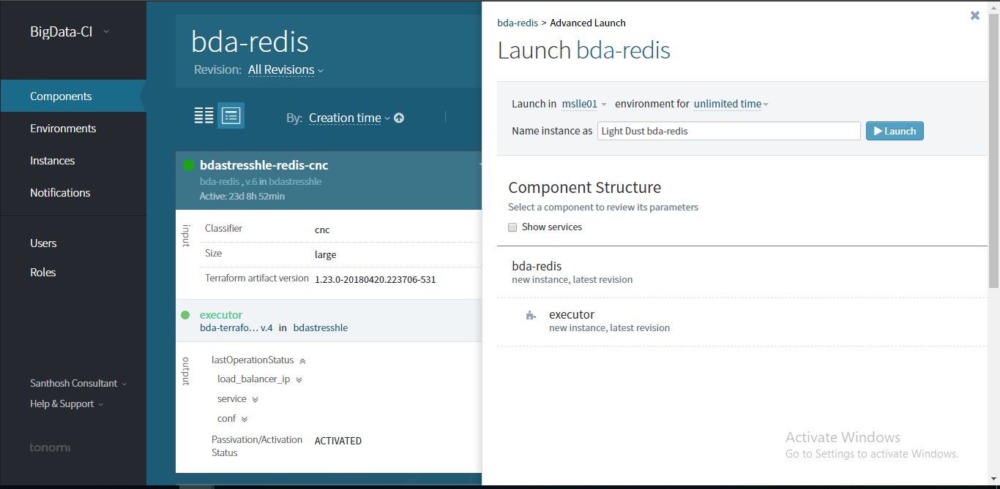 BigData-CI
Components
Environments
Instances
Notifications
Users
Roles
Santhosh Consultant
Help & Support
tonomi
bda-redis
Revision: All Revisions
By: Creation time
bdastresshle-redis-cnc
bda-redis , v.6 in bdastresshle
Active: 23d 8h 52min
input
Classifier cnc
Size large
Terraform artifact version 1.23.0-20180420.223706-531
executor
bda-terrafo... v.4 in bdastresshle
output
lastOperationStatus
load_balancer_ip
service
conf
Passivation/Activation
Status ACTIVATED
bda-redis > Advanced Launch
Launch bda-redis
Launch in mslle01 environment for unlimited time
Name instance as Light Dust bda-redis Launch
Component Structure
Select a component to review its parameters
Show services
bda-redis
new instance, latest revision
executor
new instance, latest revision
Activate Windows
Go to Settings to activate Windows.